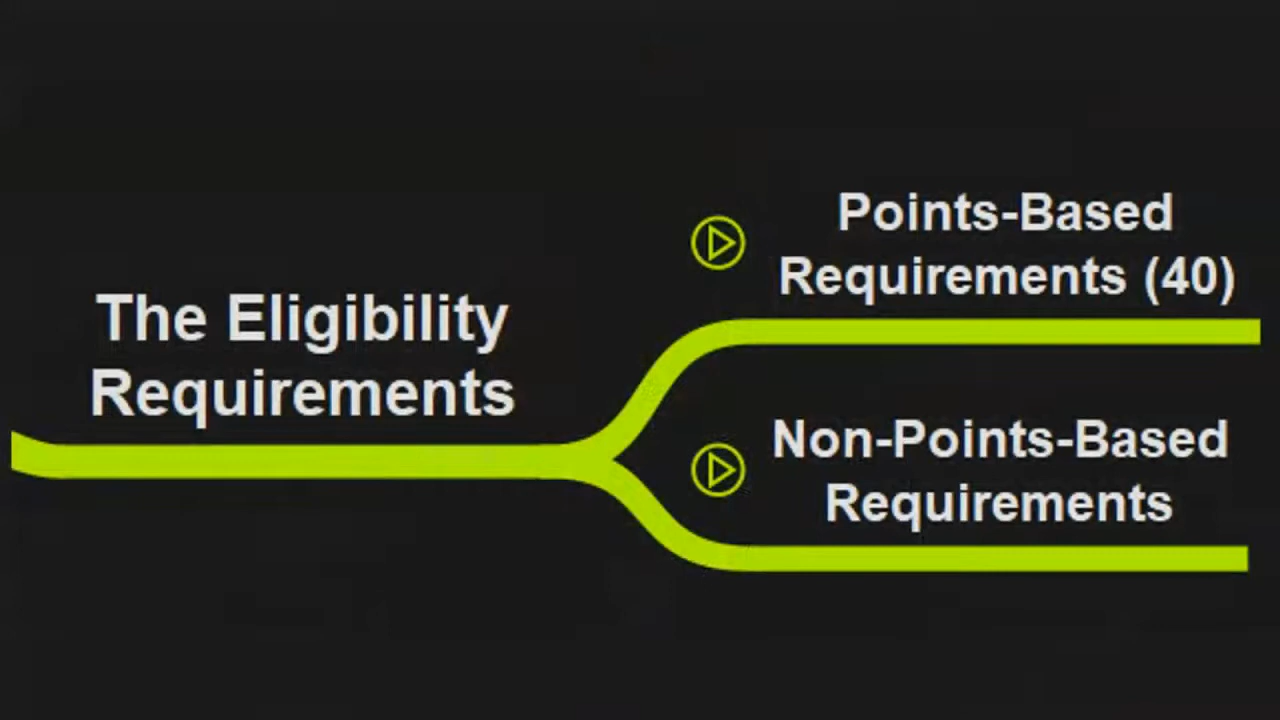 The Eligibility
Requirements
Points-Based
Requirements (40)
Non-Points-Based
Requirements